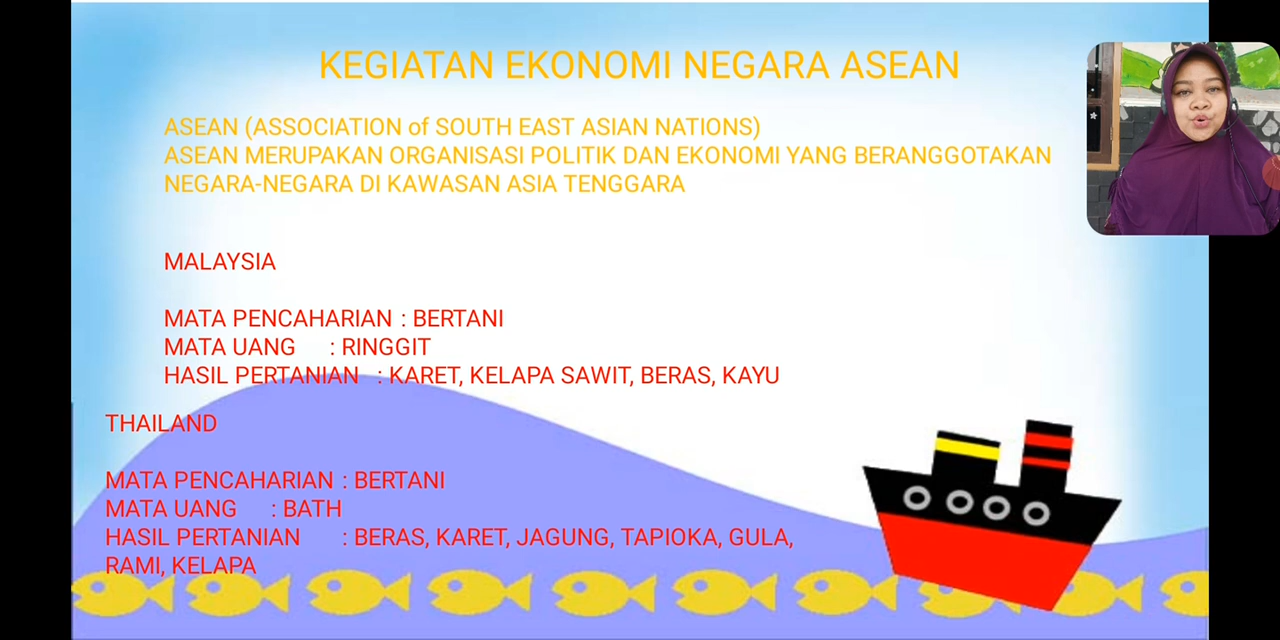 KEGIATAN EKONOMI NEGARA ASEAN
ASEAN (ASSOCIATION of SOUTH EAST ASIAN NATIONS)
ASEAN MERUPAKAN ORGANISASI POLITIK DAN EKONOMI YANG BERANGGOTAKAN
NEGARA-NEGARA DI KAWASAN ASIA TENGGARA
MALAYSIA
MATA PENCAHARIAN : BERTANI
MATA UANG : RINGGIT
HASIL PERTANIAN : KARET, KELAPA SAWIT, BERAS, KAYU
THAILAND
MATA PENCAHARIAN : BERTANI
MATA UANG : BATH
HASIL PERTANIAN : BERAS, KARET, JAGUNG, TAPIOKA, GULA,
RAMI, KELAPA